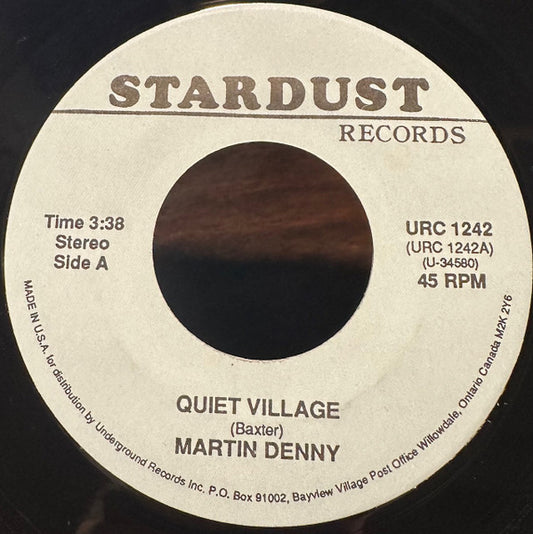 STARDUST
RECORDS
Time 3:38
Stereo
Side A
URC 1242
(URC 1242A)
(U-34580)
45 RPM
QUIET VILLAGE
(Baxter)
MARTIN DENNY
MADE IN U.S.A. for distribution by Underground Records Inc. P.O. Box 91002, Bayview Village Post Office Willowdale, Ontario Canada M2K 2Y6